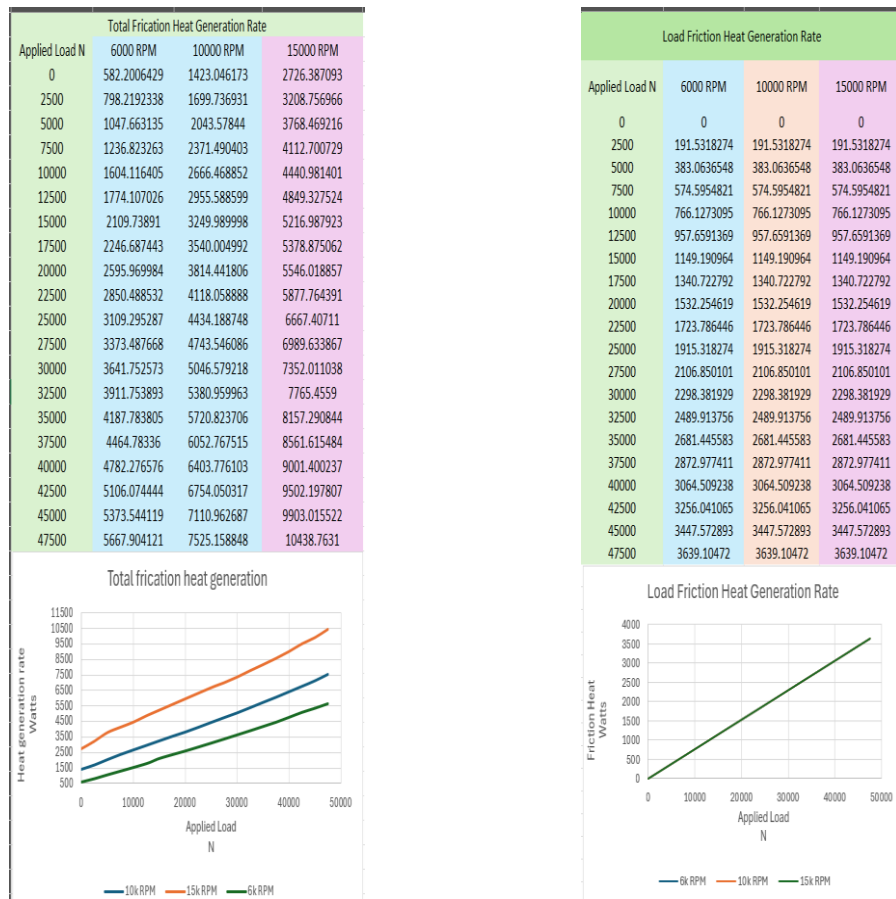 Total Frication Heat Generation Rate
Applied Load N 6000 RPM 10000 RPM 15000 RPM
0 582.2006429 1423.046173 2726.387093
2500 798.2192338 1699.736931 3208.756966
5000 1047.663135 2043.57844 3768.469216
7500 1236.823263 2371.490403 4112.700729
10000 1604.116405 2666.468852 4440.981401
12500 1774.107026 2955.588599 4849.327524
15000 2109.73891 3249.989998 5216.987923
17500 2246.687443 3540.004992 5378.875062
20000 2595.969984 3814.441806 5546.018857
22500 2850.488532 4118.058888 5877.764391
25000 3109.295287 4434.188748 6667.40711
27500 3373.487668 4743.546086 6989.633867
30000 3641.752573 5046.579218 7352.011038
32500 3911.753893 5380.959963 7765.4559
35000 4187.783805 5720.823706 8157.290844
37500 4464.78336 6052.767515 8561.615484
40000 4782.276576 6403.776103 9001.400237
42500 5106.074444 6754.050317 9502.197807
45000 5373.544119 7110.962687 9903.015522
47500 5667.904121 7525.158848 10438.7631
Total frication heat generation
Heat generation rate
Watts
11500
10500
9500
8500
7500
6500
5500
4500
3500
2500
1500
500
0 10000 20000 30000 40000 50000
Applied Load
N
10k RPM 15k RPM 6k RPM
Load Friction Heat Generation Rate
Applied Load N 6000 RPM 10000 RPM 15000 RPM
0 0 0 0
2500 191.5318274 191.5318274 191.5318274
5000 383.0636548 383.0636548 383.0636548
7500 574.5954821 574.5954821 574.5954821
10000 766.1273095 766.1273095 766.1273095
12500 957.6591369 957.6591369 957.6591369
15000 1149.190964 1149.190964 1149.190964
17500 1340.722792 1340.722792 1340.722792
20000 1532.254619 1532.254619 1532.254619
22500 1723.786446 1723.786446 1723.786446
25000 1915.318274 1915.318274 1915.318274
27500 2106.850101 2106.850101 2106.850101
30000 2298.381929 2298.381929 2298.381929
32500 2489.913756 2489.913756 2489.913756
35000 2681.445583 2681.445583 2681.445583
37500 2872.977411 2872.977411 2872.977411
40000 3064.509238 3064.509238 3064.509238
42500 3256.041065 3256.041065 3256.041065
45000 3447.572893 3447.572893 3447.572893
47500 3639.10472 3639.10472 3639.10472
Load Friction Heat Generation Rate
Friction Heat
Watts
4000
3500
3000
2500
2000
1500
1000
500
0
0 10000 20000 30000 40000 50000
Applied Load
N
6k RPM 10k RPM 15k RPM